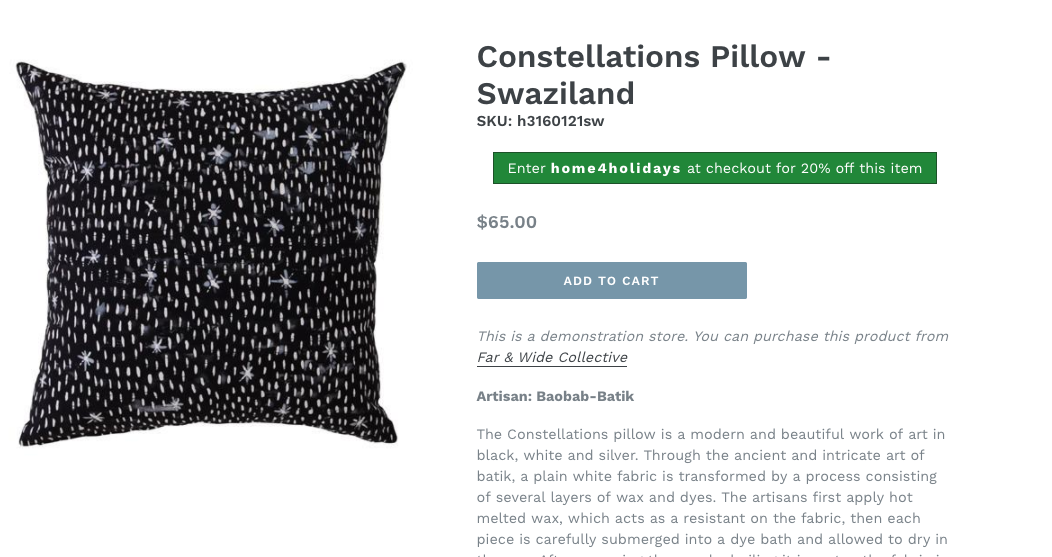 Constellations Pillow -
Swaziland
SKU: h3160121sw
Enter home4holidays at checkout for 20% off this item
$65.00
ADD TO CART
This is a demonstration store. You can purchase this product from
Far & Wide Collective
Artisan: Baobab-Batik
The Constellations pillow is a modern and beautiful work of art in
black, white and silver. Through the ancient and intricate art of
batik, a plain white fabric is transformed by a process consisting
of several layers of wax and dyes. The artisans first apply hot
melted wax, which acts as a resistant on the fabric, then each
piece is carefully submerged into a dye bath and allowed to dry in